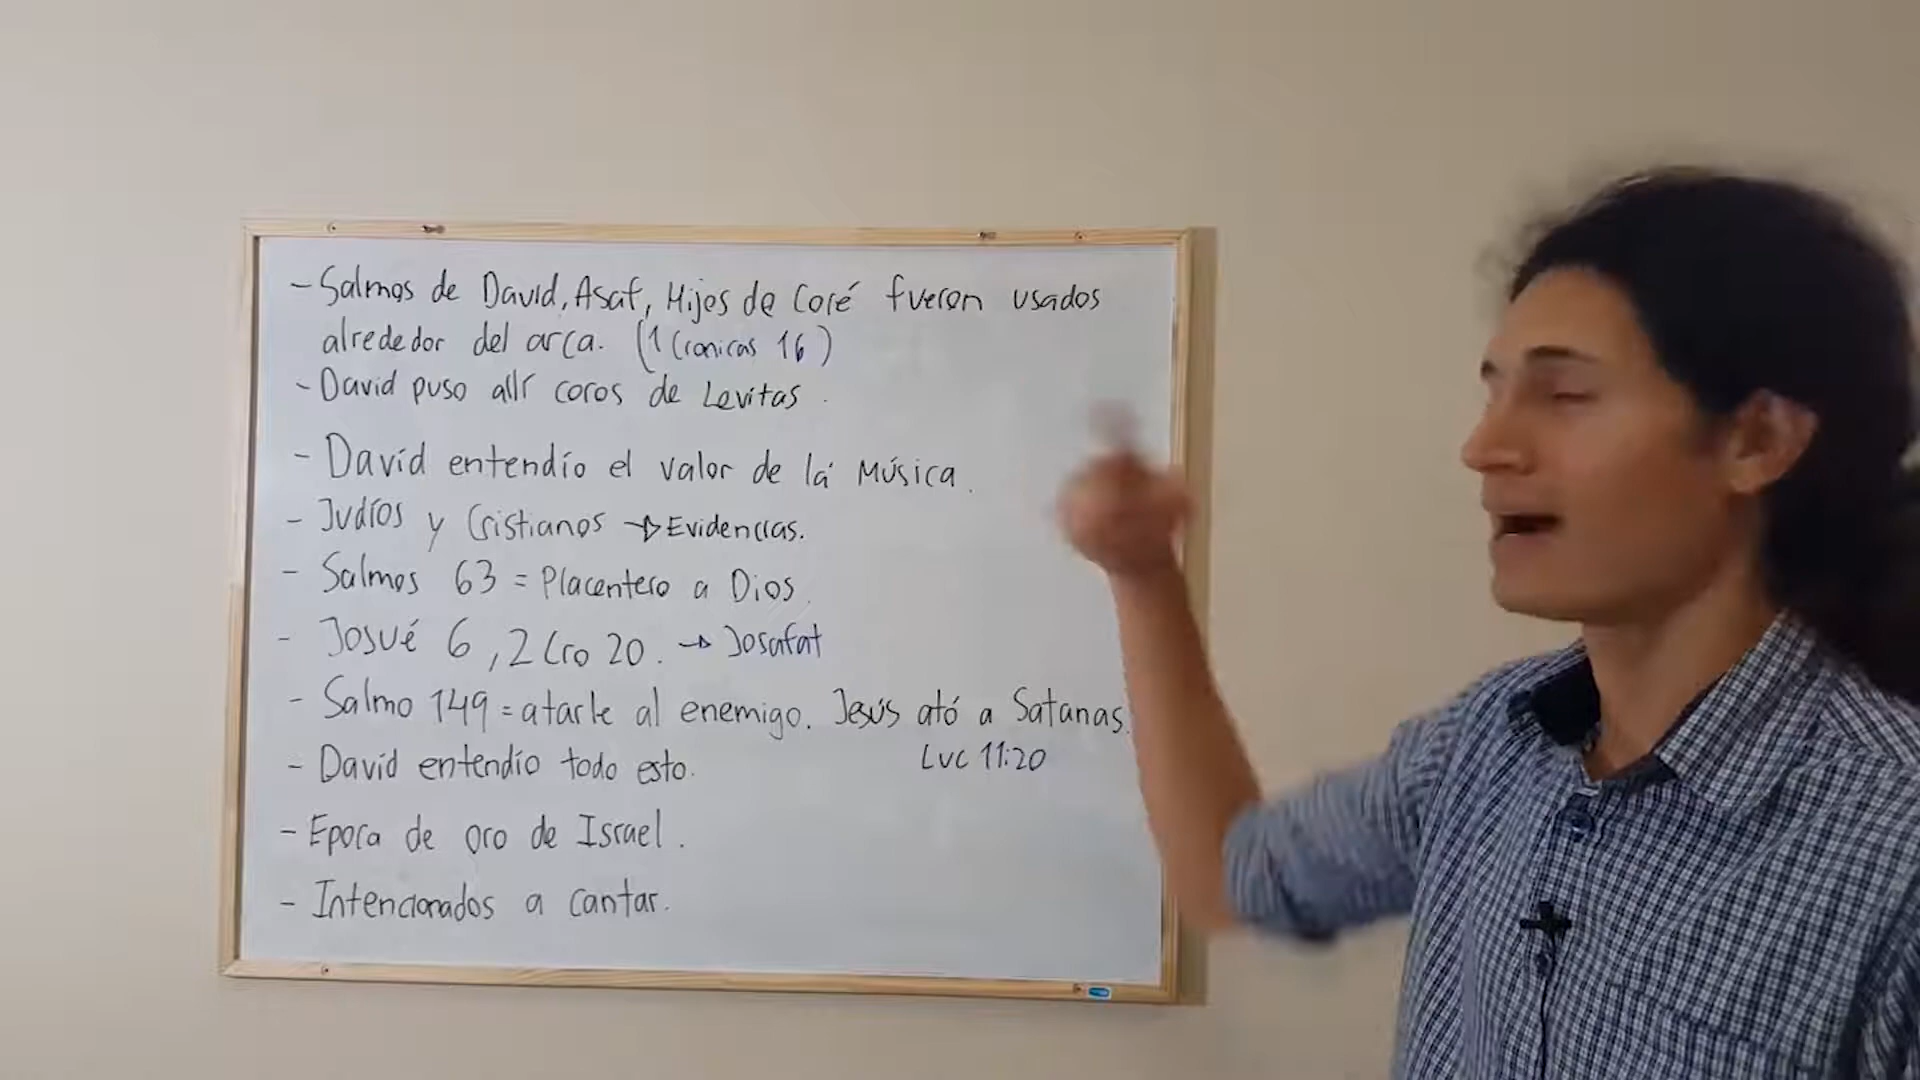 - Salmos de David, Asaf, Hijos de Coré fueron usados
alrededor del arca. (1 Cronicas 16)
- David puso allí coros de Levitas.
- David entendío el valor de la Música.
- Judíos y Cristianos → Evidencias.
- Salmos 63 = Placentero a Dios.
- Josué 6, 2 Cro 20. → Josafat
- Salmo 149 = atarle al enemigo. Jesús ató a Satanas.
Luc 11:20
- David entendío todo esto.
- Epoca de oro de Israel.
- Intencionados a cantar.